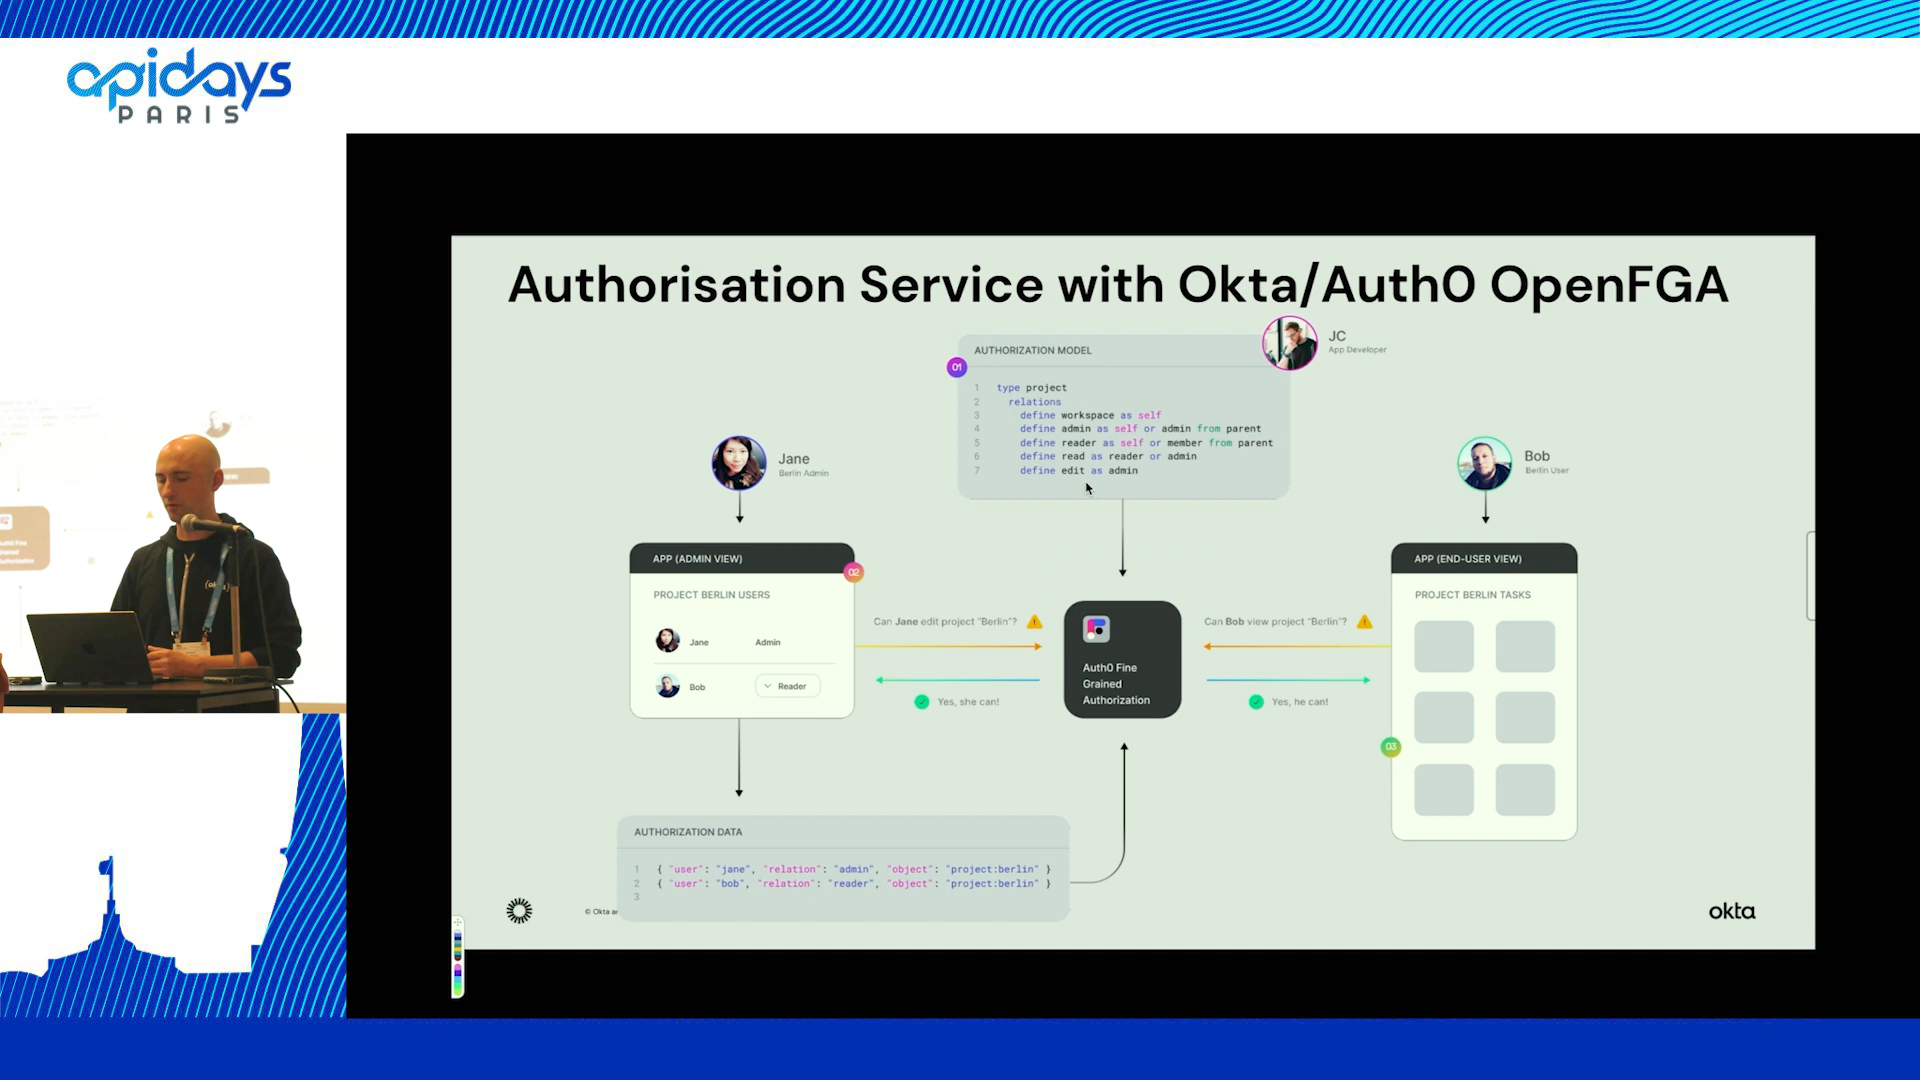 apidays
PARIS
Authorisation Service with Okta/Auth0 OpenFGA
JC
App Developer
AUTHORIZATION MODEL
01
1 type project
2 relations
3 define workspace as self
4 define admin as self or admin from parent
5 define reader as self or member from parent
6 define read as reader or admin
7 define edit as admin
Jane
Berlin Admin
Bob
Berlin User
APP (ADMIN VIEW)
02
PROJECT BERLIN USERS
Jane Admin
Bob Reader
Can Jane edit project "Berlin"?
Yes, she can!
Auth0 Fine
Grained
Authorization
Can Bob view project "Berlin"?
Yes, he can!
APP (END-USER VIEW)
PROJECT BERLIN TASKS
03
AUTHORIZATION DATA
1 { "user": "jane", "relation": "admin", "object": "project:berlin" }
2 { "user": "bob", "relation": "reader", "object": "project:berlin" }
3
© Okta
okta
Auth0 Fine
Grained
Authorization